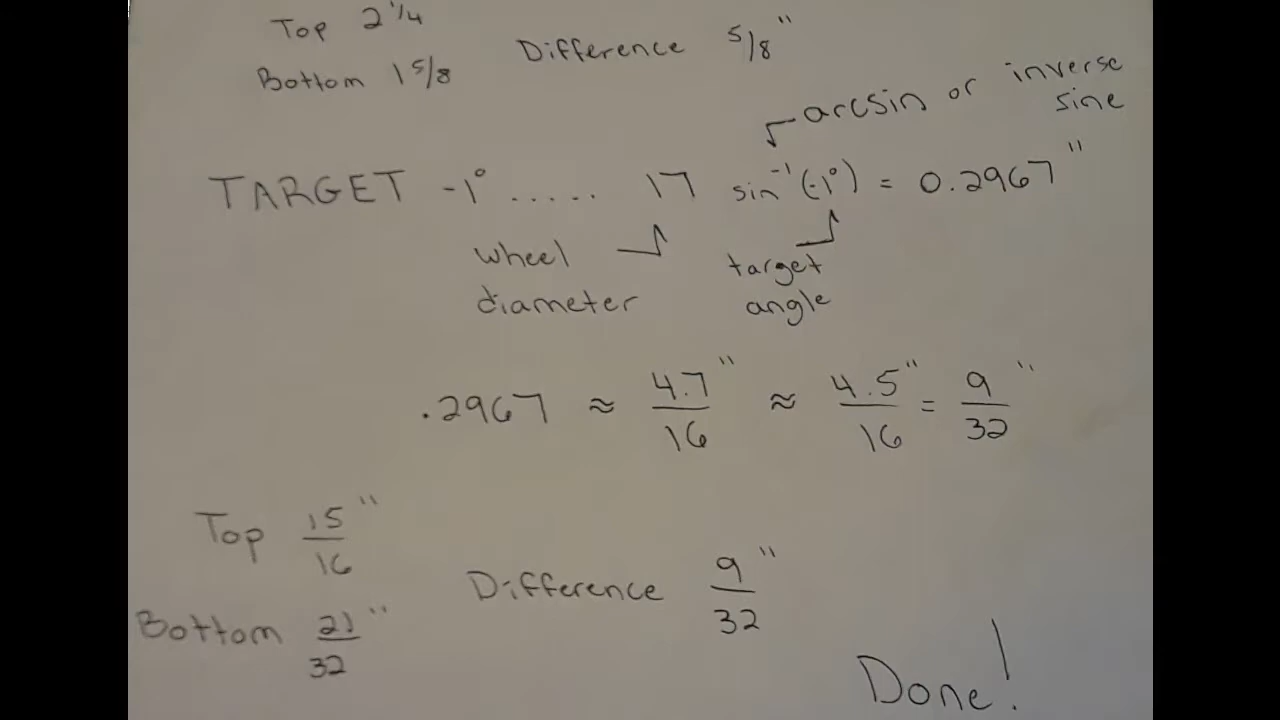 Top 2 1/4
Bottom 1 5/8 Difference 5/8"
arcsin or inverse
sine
TARGET -1° ..... 17 sin⁻¹(-1°) = 0.2967"
wheel target
diameter angle
.2967 ≈ 4.7"/16 ≈ 4.5"/16 = 9/32"
Top 15/16"
Bottom 21/32" Difference 9/32"
Done!